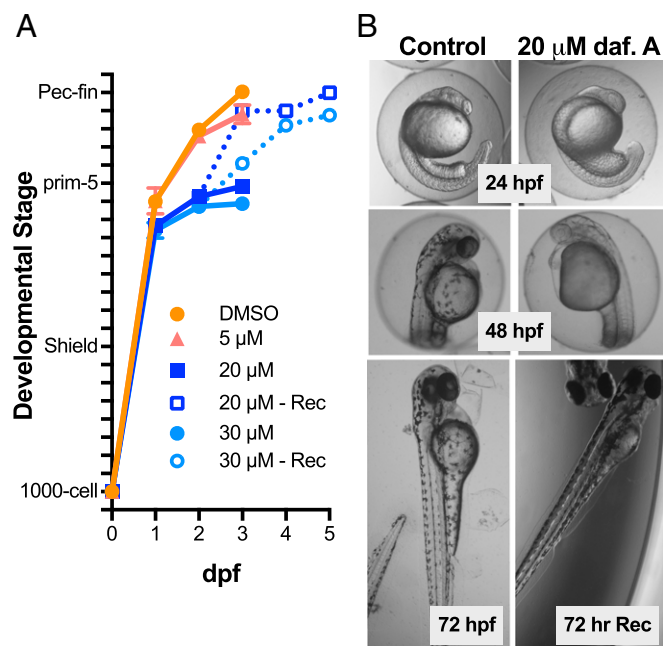 A
Developmental Stage
Pec-fin
prim-5
Shield
1000-cell
DMSO
5 µM
20 µM
20 µM - Rec
30 µM
30 µM - Rec
0 1 2 3 4 5
dpf
B
Control 20 µM daf. A
24 hpf
48 hpf
72 hpf
72 hr Rec